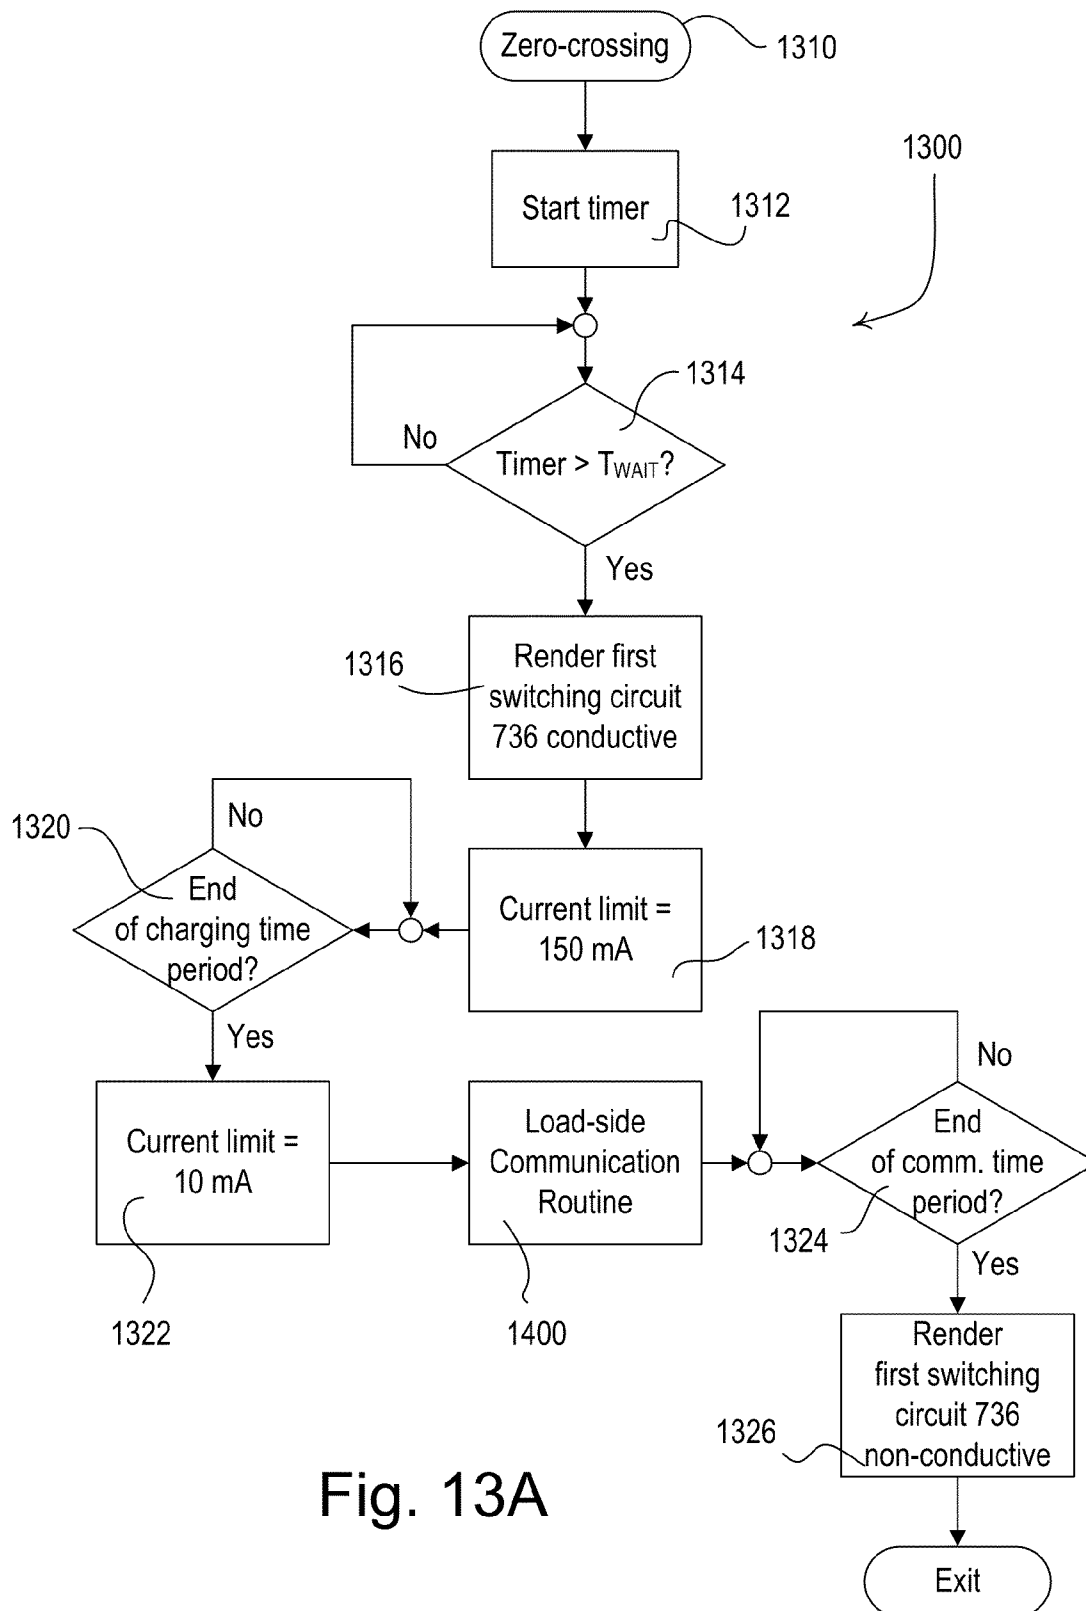 Zero-crossing
1310
1300
Start timer
1312
1314
No
Timer > TWAIT?
Yes
1316
Render first
switching circuit
736 conductive
No
1320
End
of charging time
period?
Current limit =
150 mA
1318
Yes
No
Current limit =
10 mA
Load-side
Communication
Routine
End
of comm. time
period?
1324
Yes
1322
1400
Render
first switching
circuit 736
non-conductive
1326
Fig. 13A
Exit